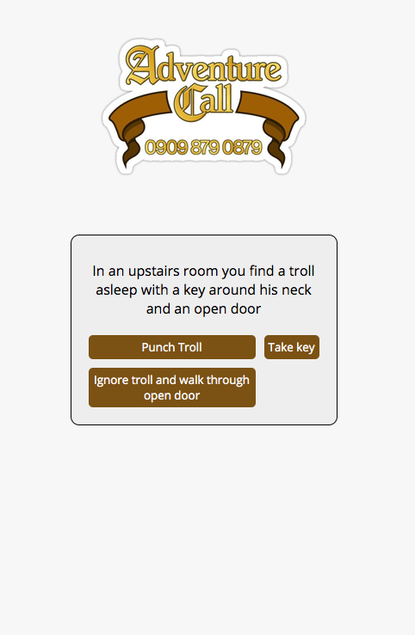 Adventure
Call
0909 879 0879
In an upstairs room you find a troll
asleep with a key around his neck
and an open door
Punch Troll
Take key
Ignore troll and walk through
open door